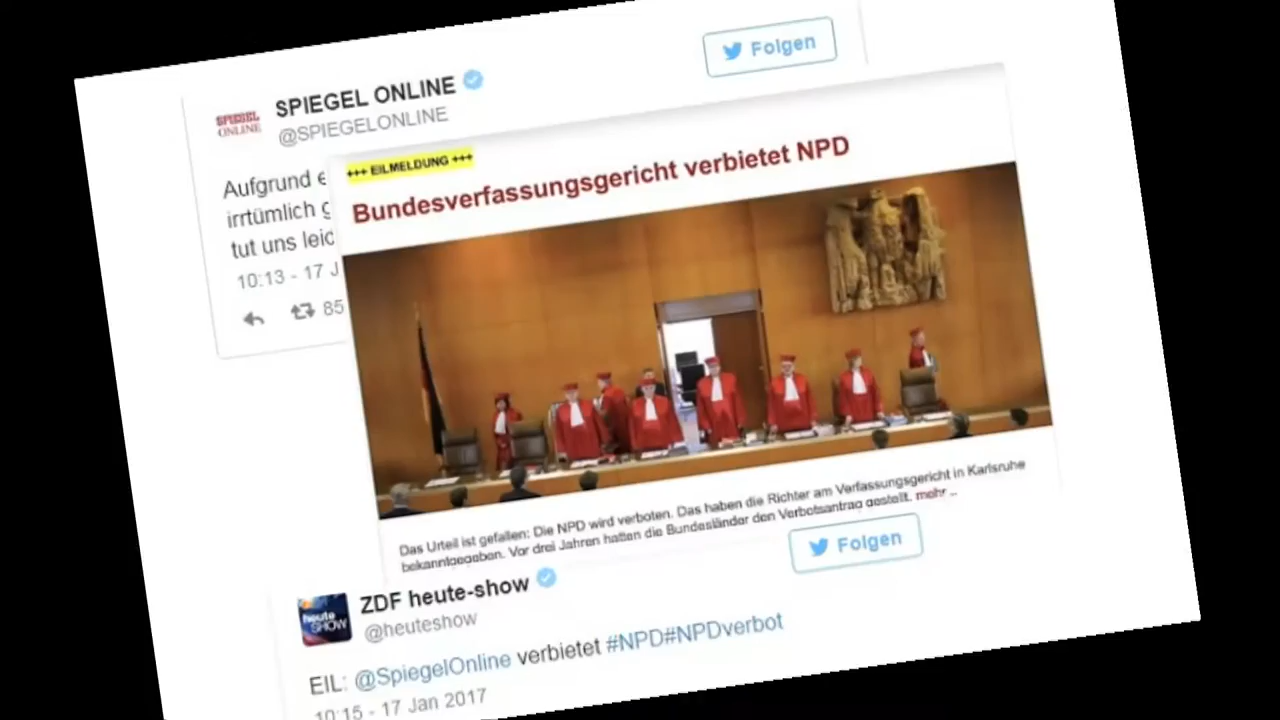 Folgen
SPIEGEL ONLINE
SPIEGEL ONLINE
@SPIEGELONLINE
Aufgrund
irrtümlich
tut uns
10:13 - 17
85
+++ EILMELDUNG +++
Bundesverfassungsgericht verbietet NPD
Das Urteil ist gefallen: Die NPD wird verboten. Das haben die Richter am Verfassungsgericht in Karlsruhe
bekanntgegeben. Vor drei Jahren hatten die Bundesländer den Verbotsantrag gestellt. mehr ...
Folgen
heute SHOW
ZDF heute-show
@heuteshow
EIL: @SpiegelOnline verbietet #NPD#NPDverbot
10:15 - 17 Jan 2017